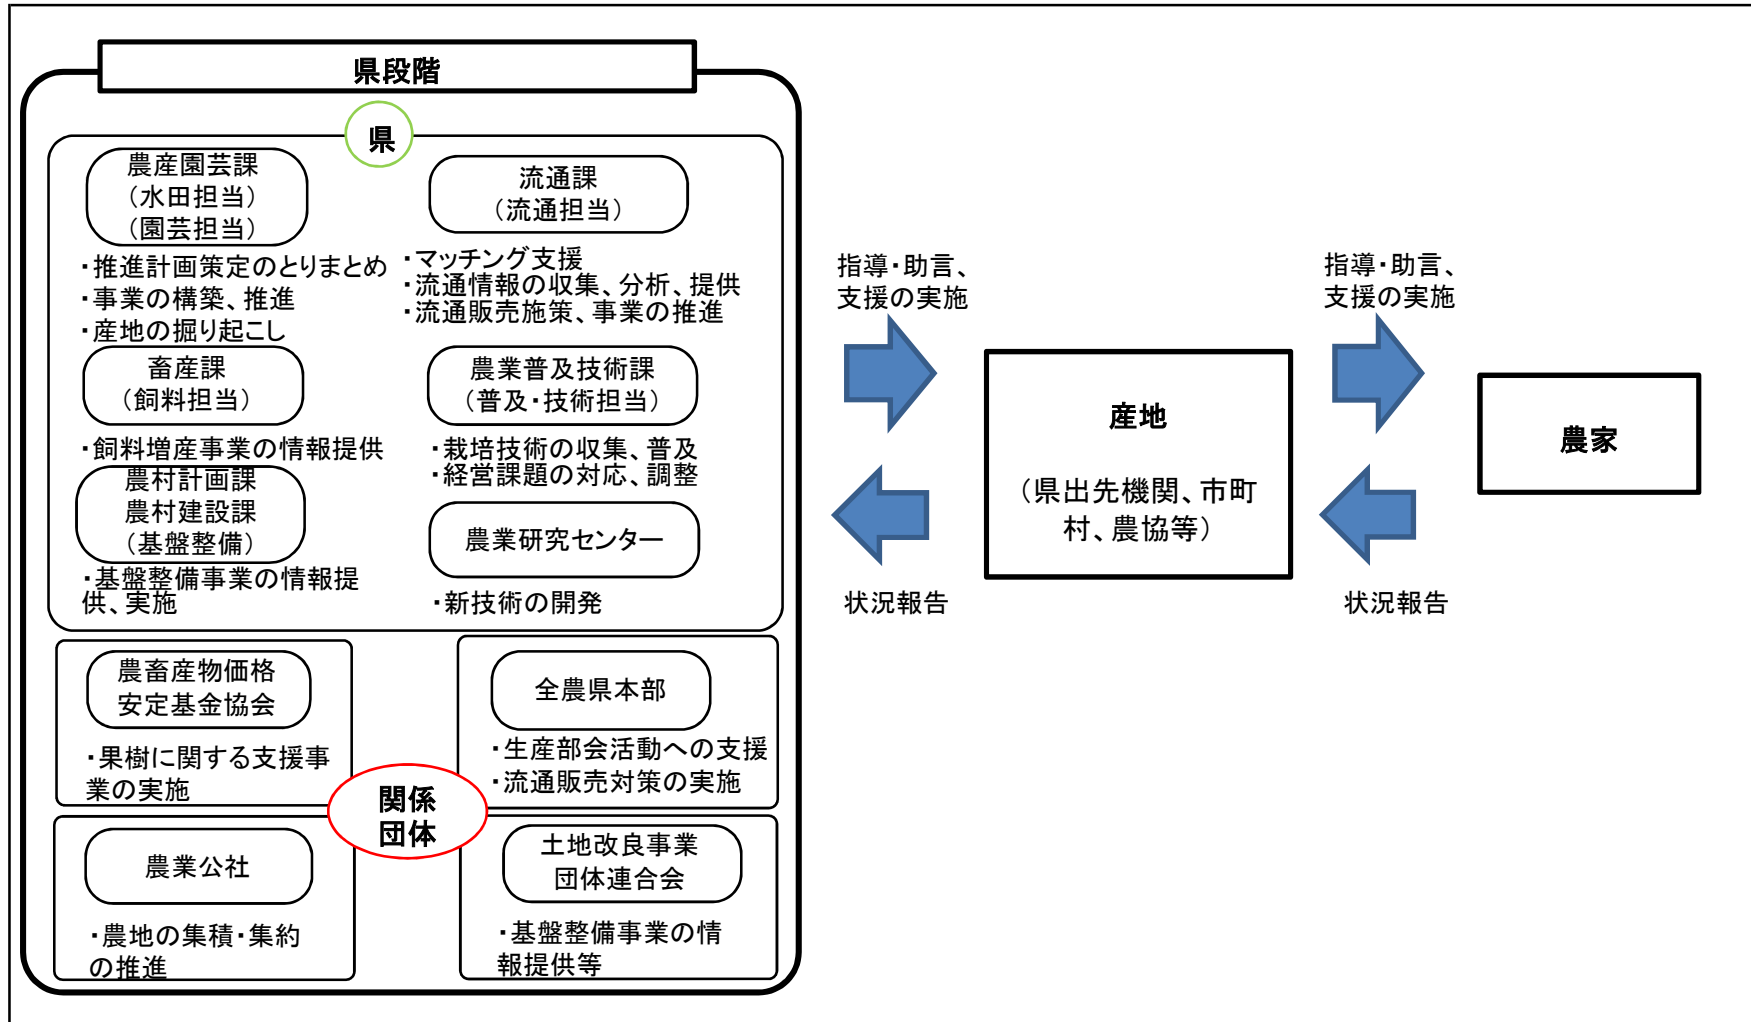 県段階
県
農産園芸課
（水田担当）
（園芸担当）
・推進計画策定のとりまとめ
・事業の構築、推進
・産地の掘り起こし
流通課
（流通担当）
・マッチング支援
・流通情報の収集、分析、提供
・流通販売施策、事業の推進
畜産課
（飼料担当）
・飼料増産事業の情報提供
農業普及技術課
（普及・技術担当）
・栽培技術の収集、普及
・経営課題の対応、調整
農村計画課
農村建設課
（基盤整備）
・基盤整備事業の情報提
供、実施
農業研究センター
・新技術の開発
農畜産物価格
安定基金協会
・果樹に関する支援事
業の実施
全農県本部
・生産部会活動への支援
・流通販売対策の実施
関係
団体
農業公社
・農地の集積・集約
の推進
土地改良事業
団体連合会
・基盤整備事業の情
報提供等
指導・助言、
支援の実施
状況報告
産地
（県出先機関、市町
村、農協等）
指導・助言、
支援の実施
状況報告
農家